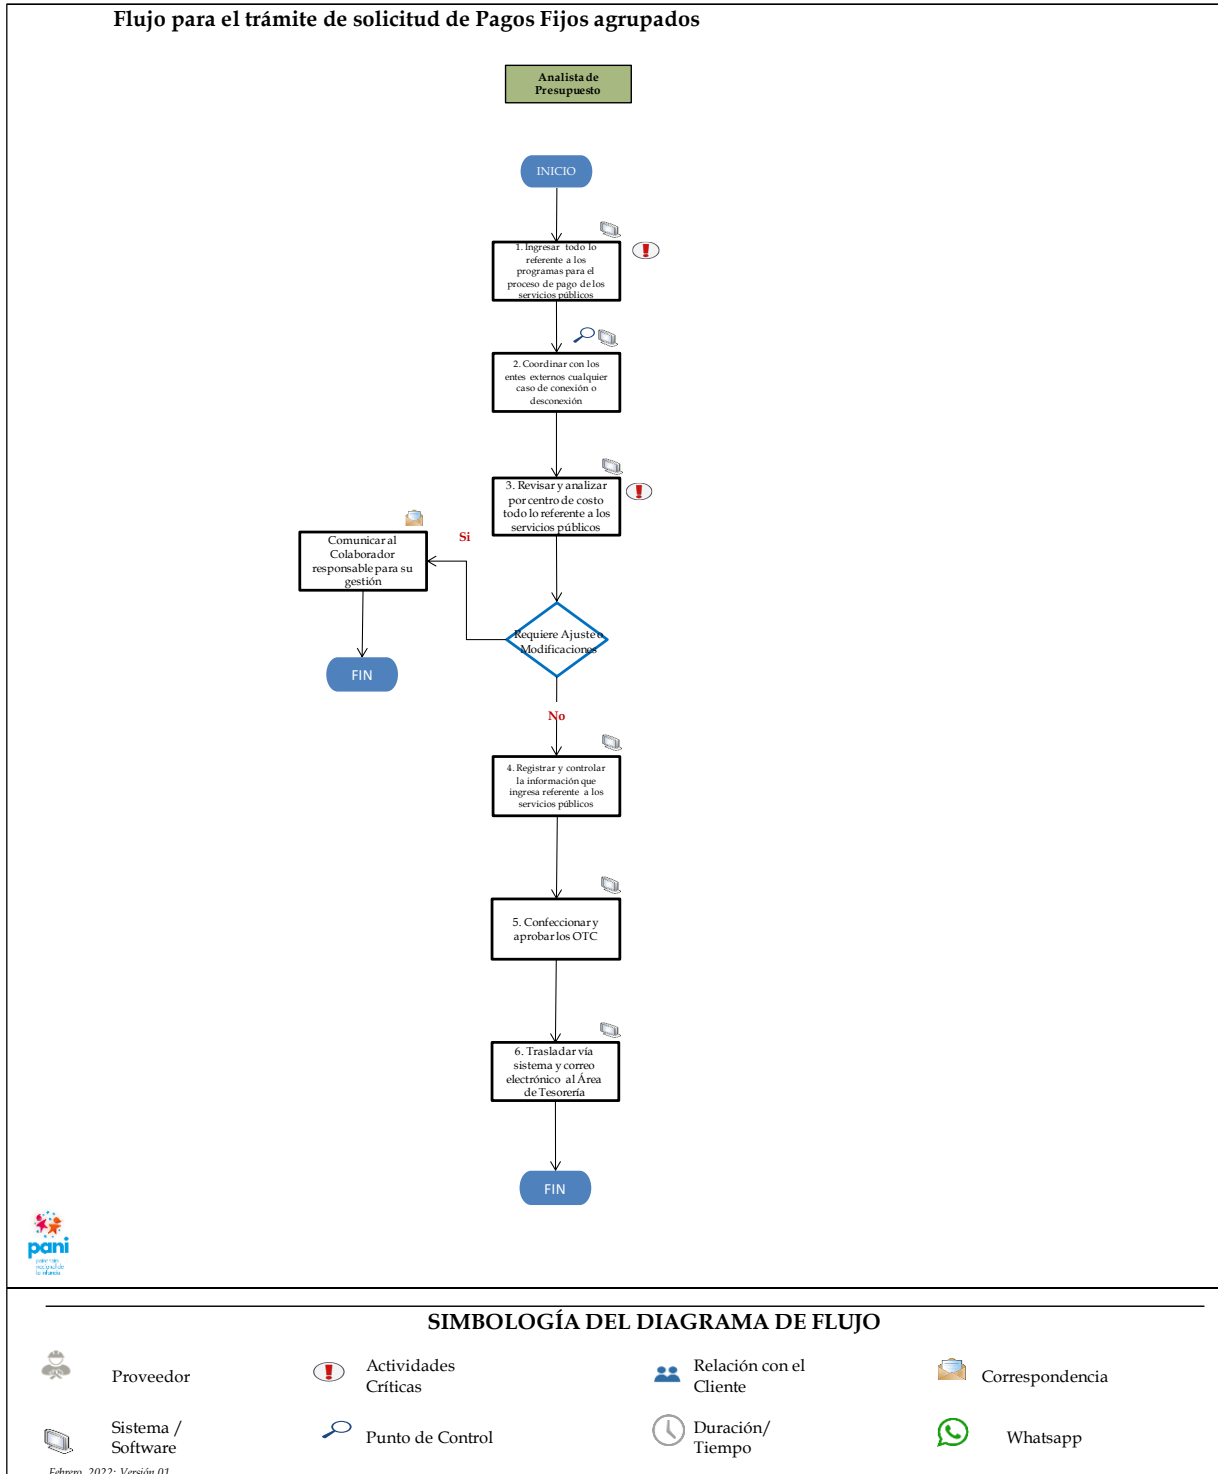 Flujo para el trámite de solicitud de Pagos Fijos agrupados
Analista de
Presupuesto
INICIO
1. Ingresar todo lo
referente a los
programas para el
proceso de pago de los
servicios públicos
2. Coordinar con los
entes externos cualquier
caso de conexión o
desconexión
3. Revisar y analizar
por centro de costo
todo lo referente a los
servicios públicos
Si
Comunicar al
Colaborador
responsable para su
gestión
Requiere Ajuste o
Modificaciones
FIN
No
4. Registrar y controlar
la información que
ingresa referente a los
servicios públicos
5. Confeccionar y
aprobar los OTC
6. Trasladar vía
sistema y correo
electrónico al Área
de Tesorería
FIN
pani
patronato
nacional de
la infancia
SIMBOLOGÍA DEL DIAGRAMA DE FLUJO
Proveedor
Actividades
Críticas
Relación con el
Cliente
Correspondencia
Sistema /
Software
Punto de Control
Duración/
Tiempo
Whatsapp
Febrero, 2022: Versión 01